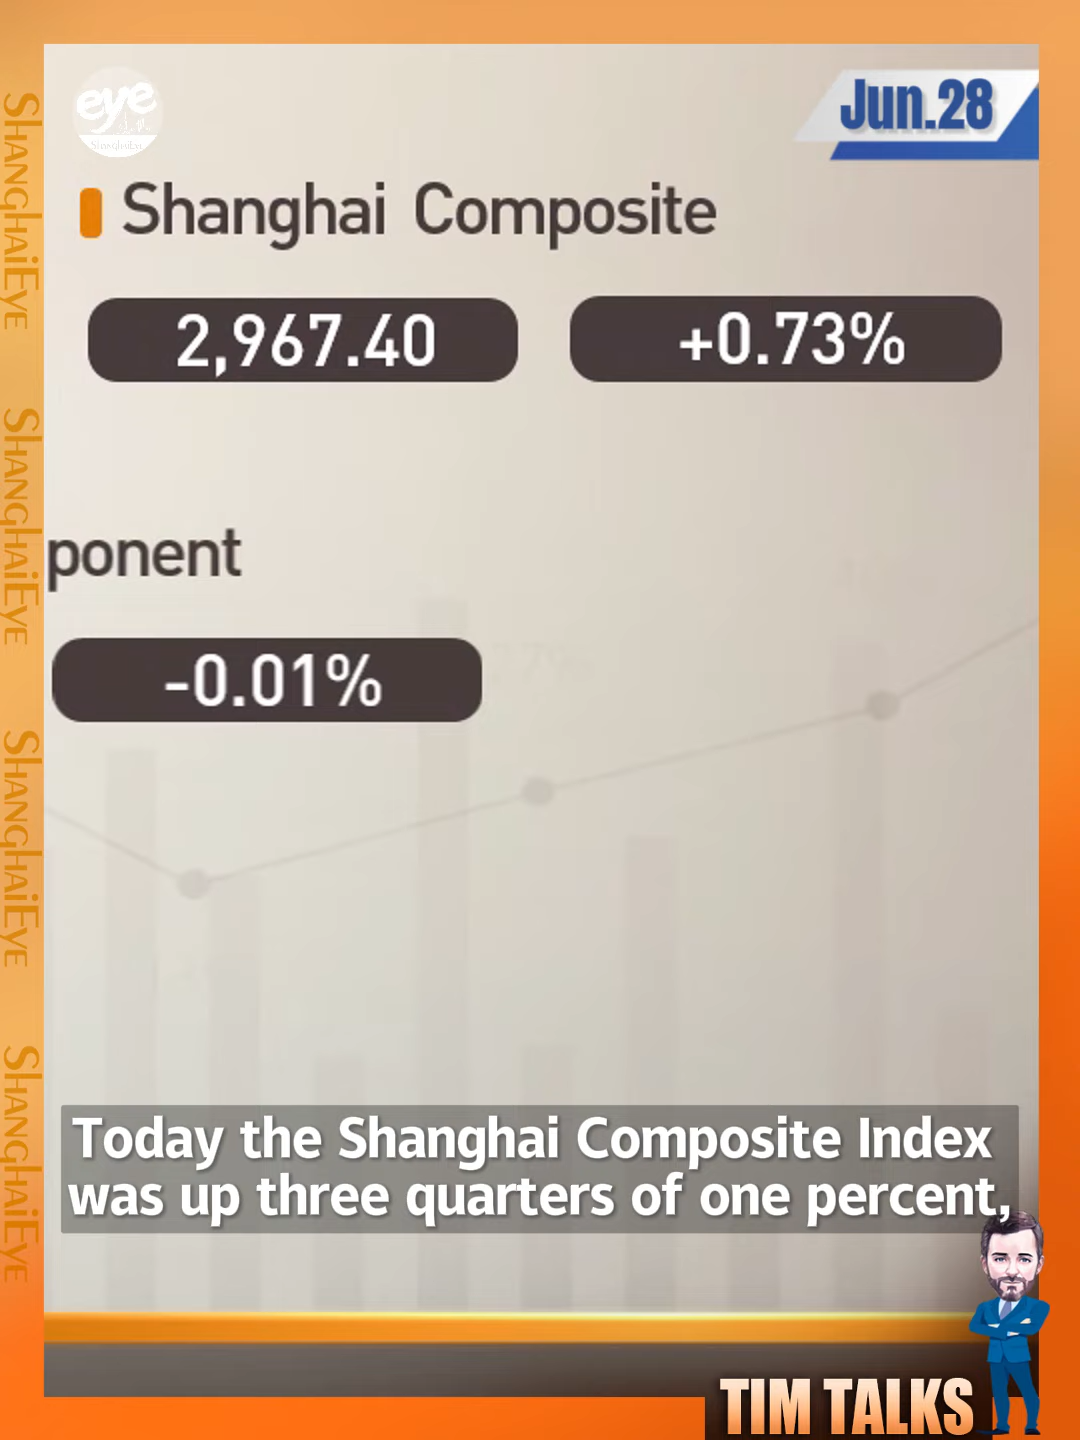 eye
ShanghaiEye
Jun.28
Shanghai Composite
2,967.40
+0.73%
ponent
-0.01%
Today the Shanghai Composite Index
was up three quarters of one percent,
TIM TALKS
ShanghaiEye
ShanghaiEye
ShanghaiEye
ShanghaiEye